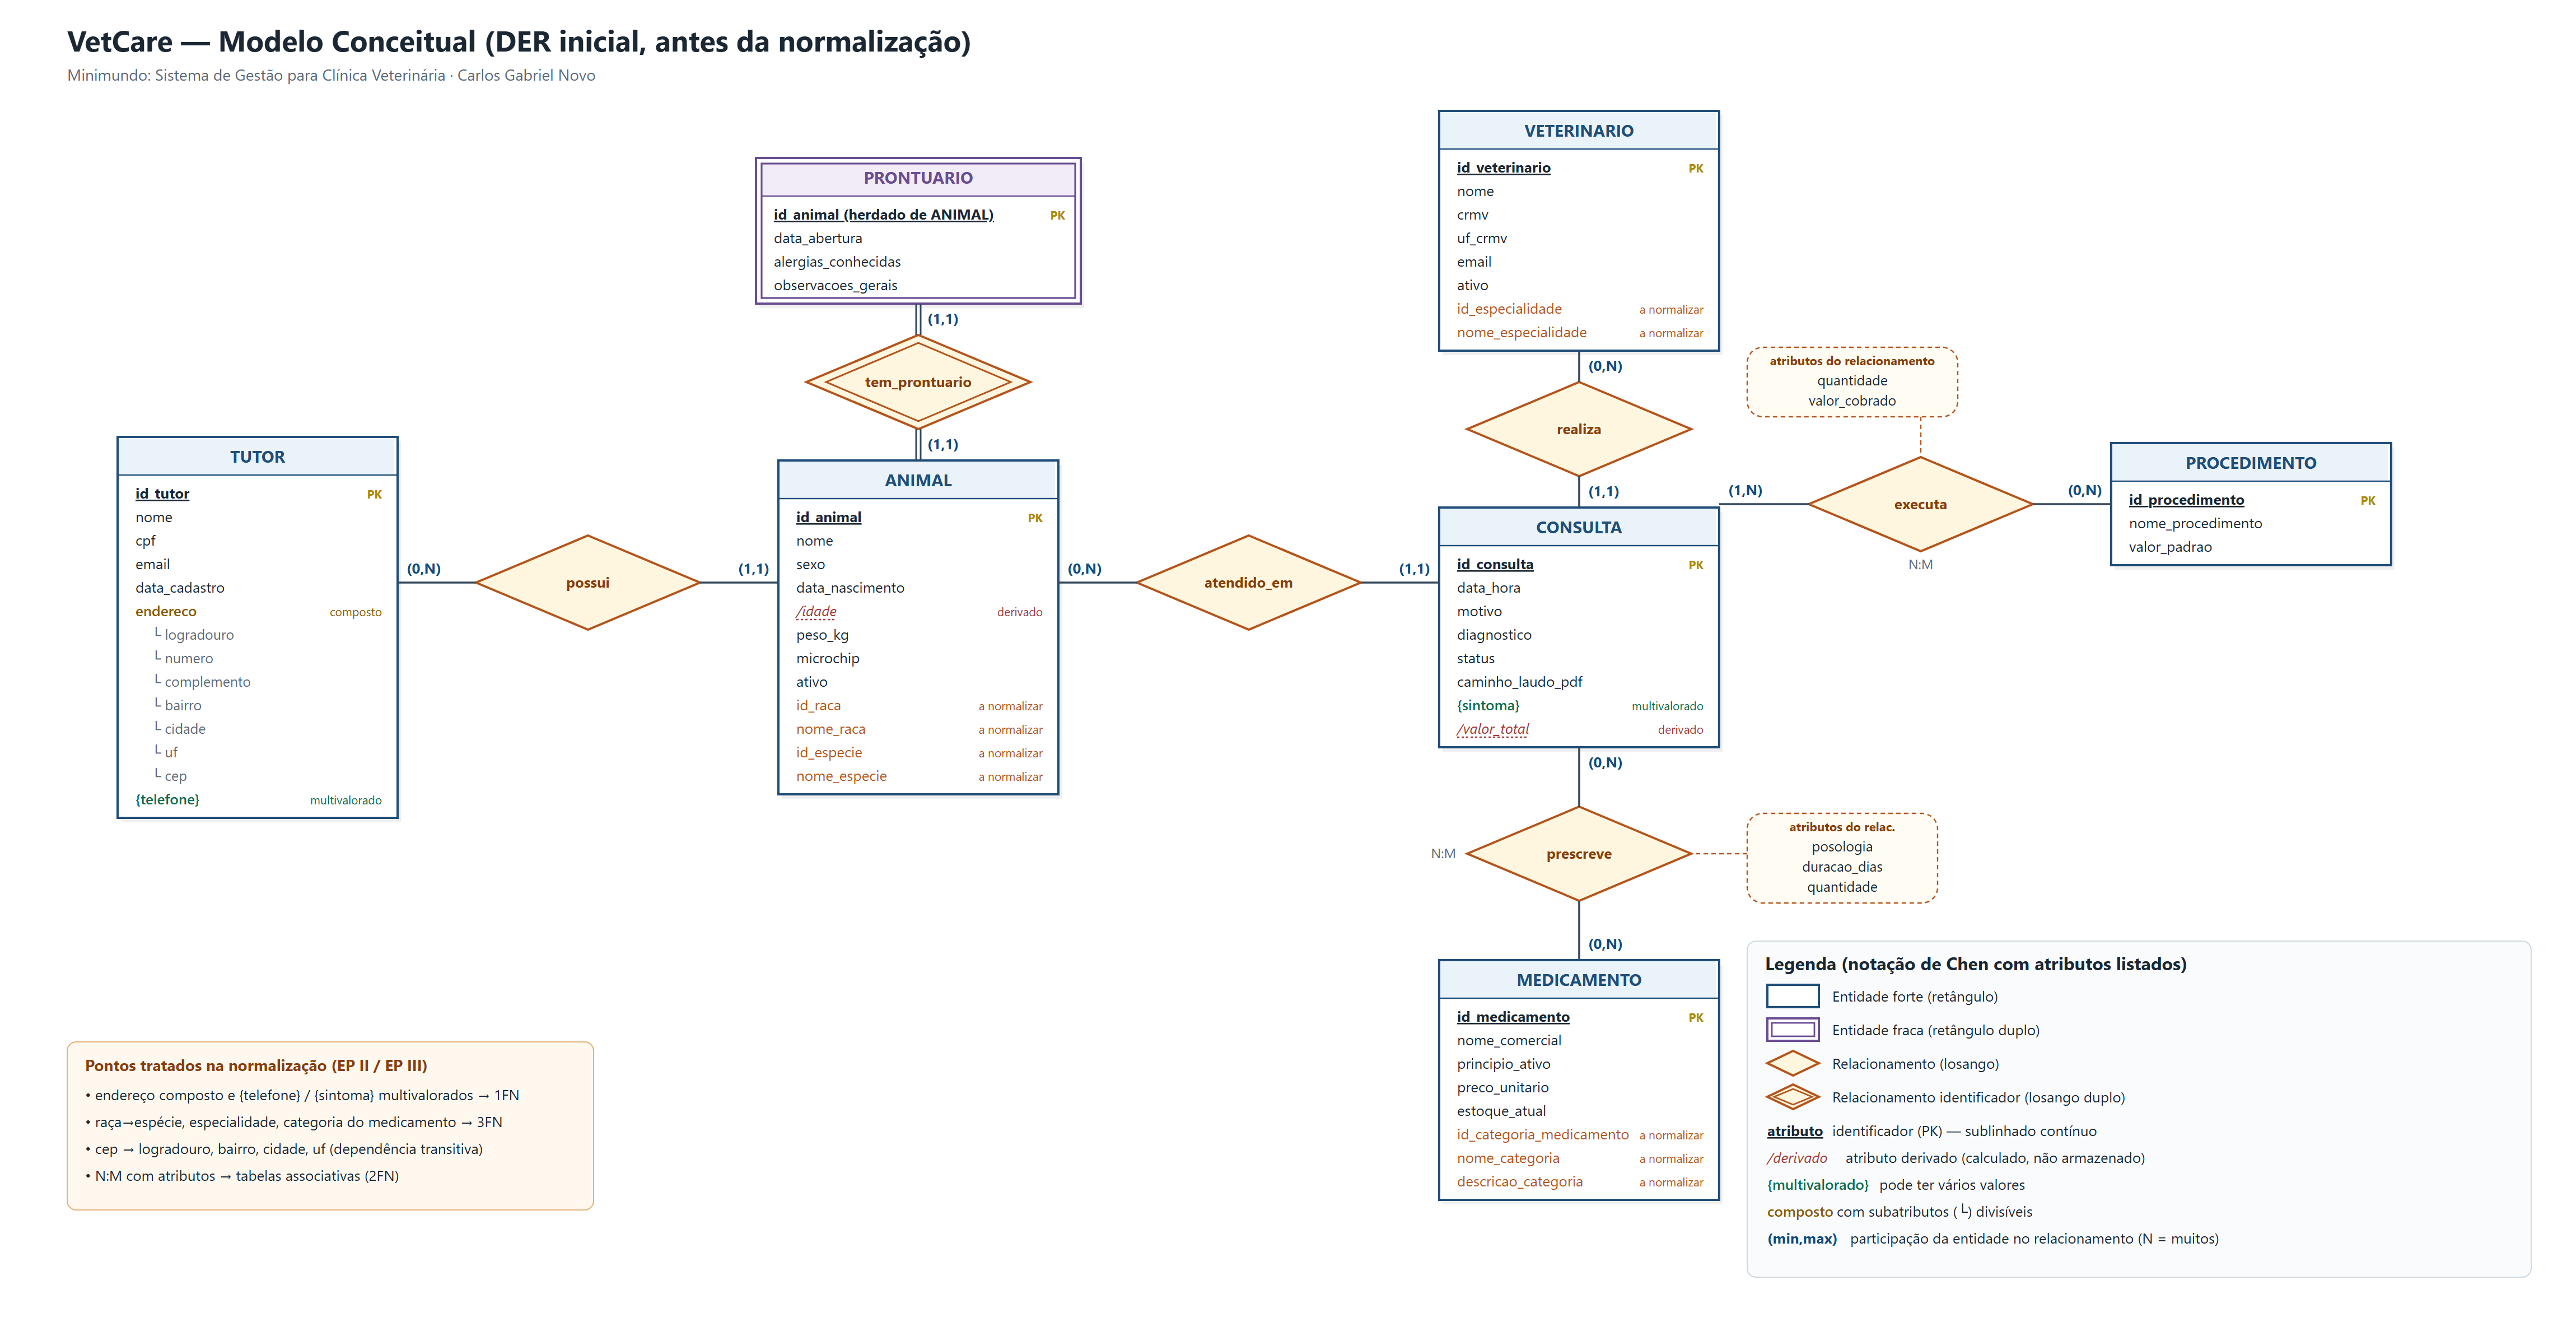 VetCare — Modelo Conceitual (DER inicial, antes da normalização)
Minimundo: Sistema de Gestão para Clínica Veterinária · Carlos Gabriel Novo
PRONTUARIO
id_animal (herdado de ANIMAL) PK
data_abertura
alergias_conhecidas
observacoes_gerais
(1,1)
tem_prontuario
(1,1)
TUTOR
id_tutor PK
nome
cpf
email
data_cadastro
endereco composto
└ logradouro
└ numero
└ complemento
└ bairro
└ cidade
└ uf
└ cep
{telefone} multivalorado
(0,N)
possui
(1,1)
ANIMAL
id_animal PK
nome
sexo
data_nascimento
/idade derivado
peso_kg
microchip
ativo
id_raca a normalizar
nome_raca a normalizar
id_especie a normalizar
nome_especie a normalizar
(0,N)
atendido_em
(1,1)
VETERINARIO
id_veterinario PK
nome
crmv
uf_crmv
email
ativo
id_especialidade a normalizar
nome_especialidade a normalizar
(0,N)
realiza
(1,1)
CONSULTA
id_consulta PK
data_hora
motivo
diagnostico
status
caminho_laudo_pdf
{sintoma} multivalorado
/valor_total derivado
(1,N)
atributos do relacionamento
quantidade
valor_cobrado
executa
N:M
(0,N)
PROCEDIMENTO
id_procedimento PK
nome_procedimento
valor_padrao
(0,N)
N:M
prescreve
atributos do relac.
posologia
duracao_dias
quantidade
(0,N)
MEDICAMENTO
id_medicamento PK
nome_comercial
principio_ativo
preco_unitario
estoque_atual
id_categoria_medicamento a normalizar
nome_categoria a normalizar
descricao_categoria a normalizar
Pontos tratados na normalização (EP II / EP III)
• endereço composto e {telefone} / {sintoma} multivalorados → 1FN
• raça→espécie, especialidade, categoria do medicamento → 3FN
• cep → logradouro, bairro, cidade, uf (dependência transitiva)
• N:M com atributos → tabelas associativas (2FN)
Legenda (notação de Chen com atributos listados)
Entidade forte (retângulo)
Entidade fraca (retângulo duplo)
Relacionamento (losango)
Relacionamento identificador (losango duplo)
atributo identificador (PK) — sublinhado contínuo
/derivado atributo derivado (calculado, não armazenado)
{multivalorado} pode ter vários valores
composto com subatributos (└) divisíveis
(min,max) participação da entidade no relacionamento (N = muitos)